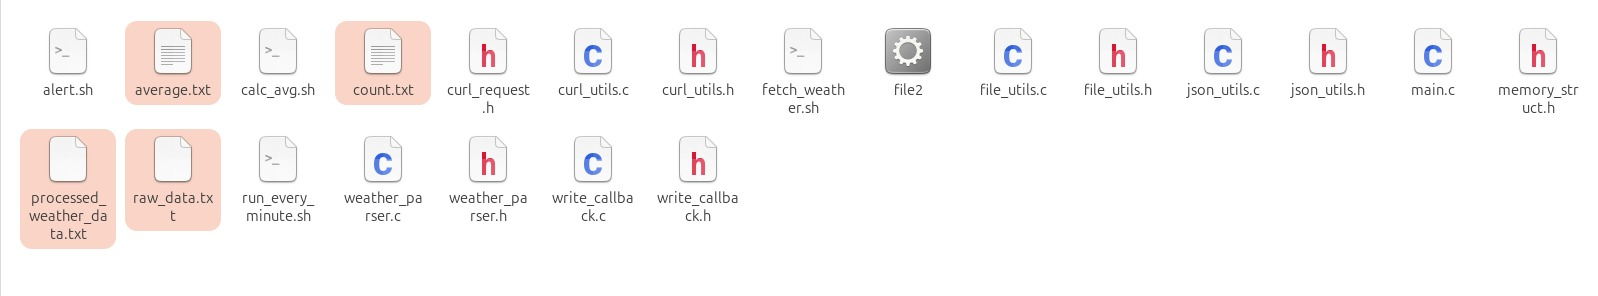 alert.sh
average.txt
calc_avg.sh
count.txt
curl_request
.h
curl_utils.c
curl_utils.h
fetch_weath
er.sh
file2
file_utils.c
file_utils.h
json_utils.c
json_utils.h
main.c
memory_str
uct.h
processed_
weather_da
ta.txt
raw_data.tx
t
run_every_
minute.sh
weather_pa
rser.c
weather_pa
rser.h
write_callba
ck.c
write_callba
ck.h